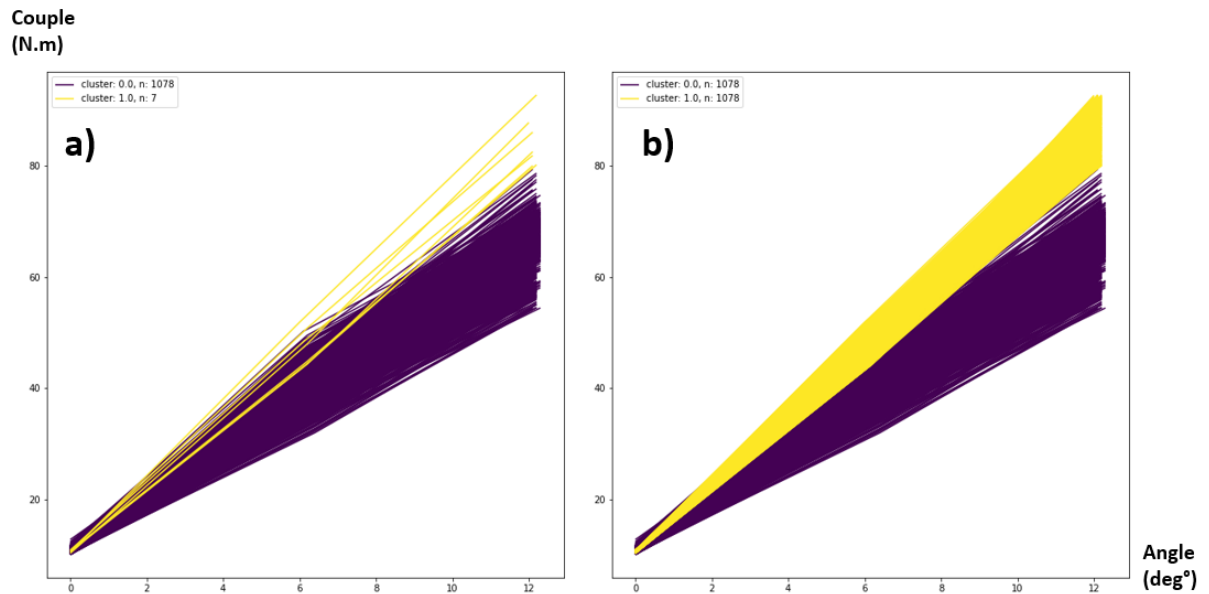 Couple
(N.m)
cluster: 0.0, n: 1078
cluster: 1.0, n: 7
a)
80
60
40
20
0
2
4
6
8
10
12
cluster: 0.0, n: 1078
cluster: 1.0, n: 1078
b)
80
60
40
20
0
2
4
6
8
10
12
Angle
(deg°)